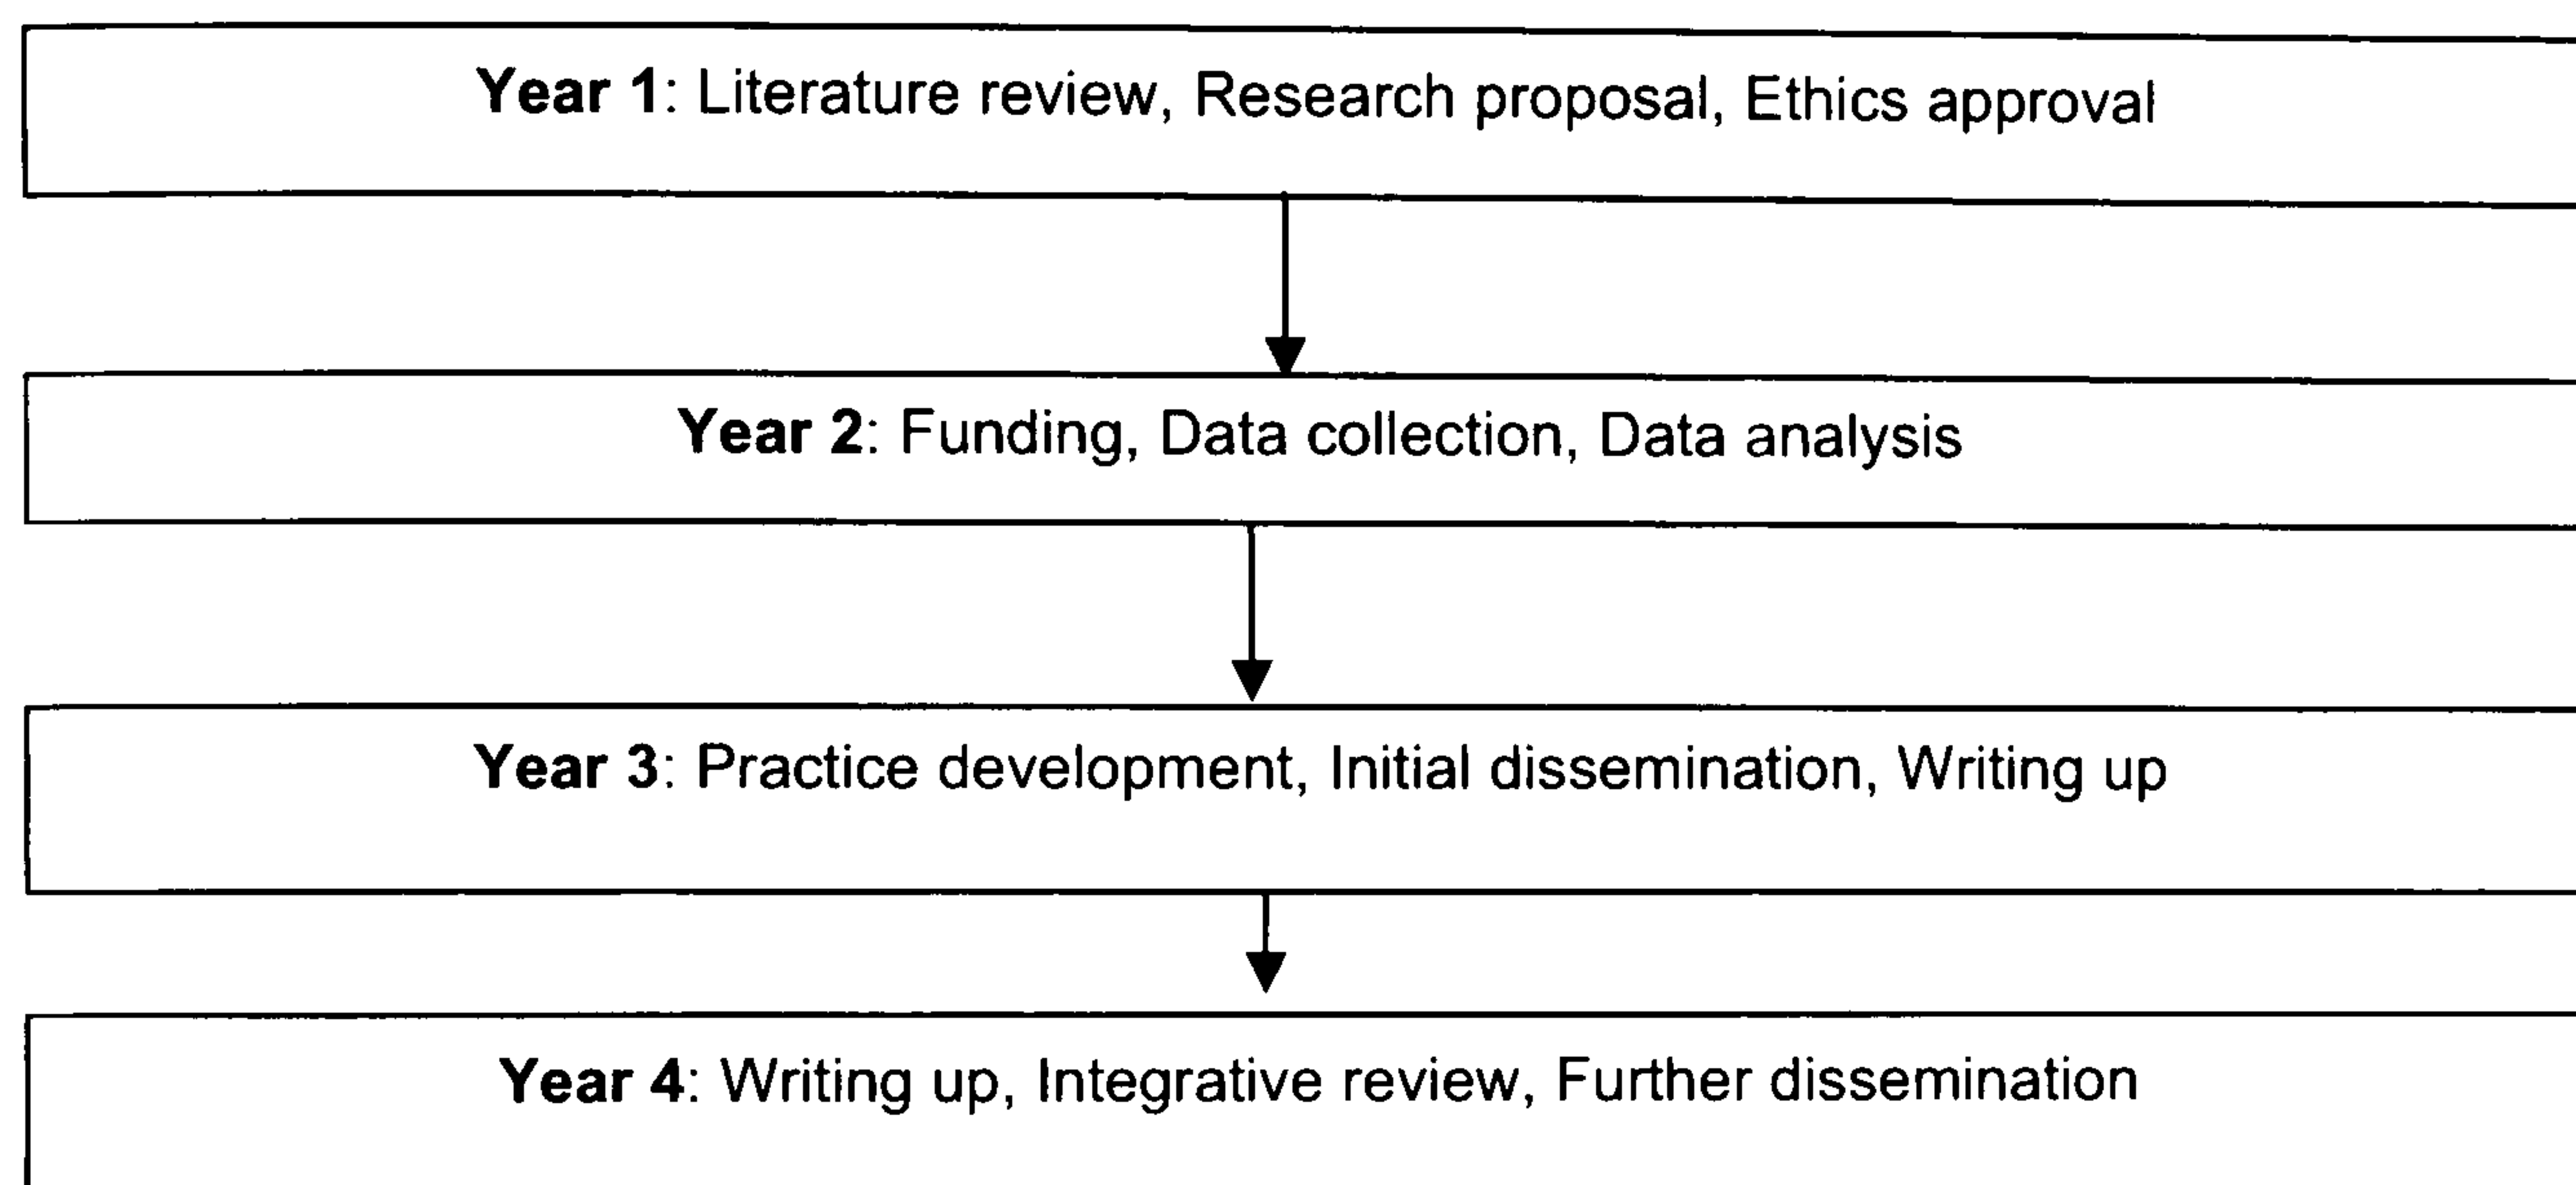 Year 1: Literature review, Research proposal, Ethics approval
Year 2: Funding, Data collection, Data analysis
Year 3: Practice development, Initial dissemination, Writing up
Year 4: Writing up, Integrative review, Further dissemination